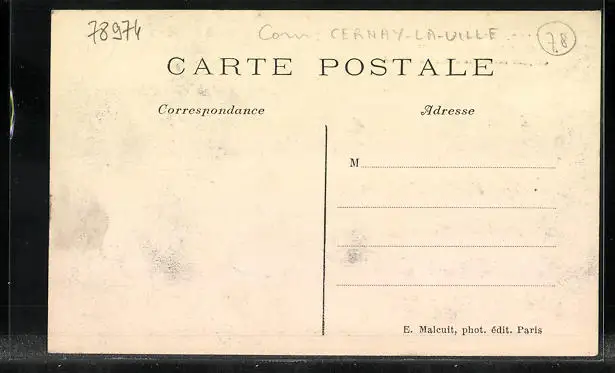 78974
Com. CERNAY-LA-VILLE
78
CARTE POSTALE
Correspondance
Adresse
M
E. Malcuit, phot. édit. Paris